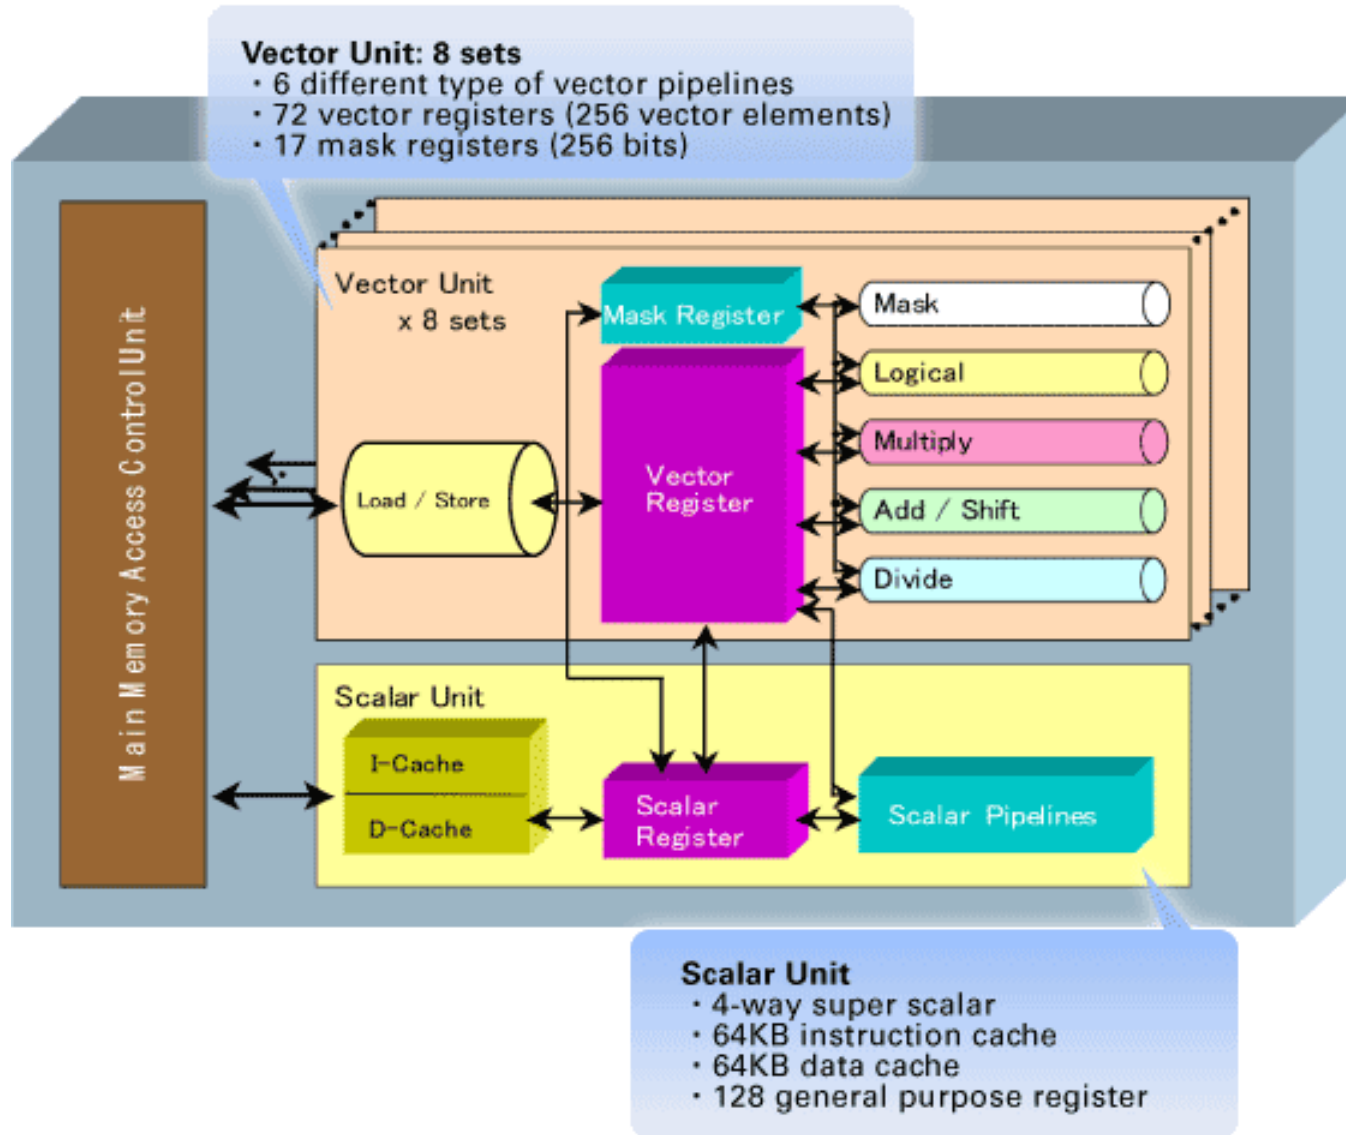 Vector Unit: 8 sets
・6 different type of vector pipelines
・72 vector registers (256 vector elements)
・17 mask registers (256 bits)
Main Memory Access ControlUnit
Vector Unit
x 8 sets
Mask Register
Mask
Logical
Multiply
Add / Shift
Divide
Vector
Register
Load / Store
Scalar Unit
I-Cache
D-Cache
Scalar
Register
Scalar Pipelines
Scalar Unit
・4-way super scalar
・64KB instruction cache
・64KB data cache
・128 general purpose register